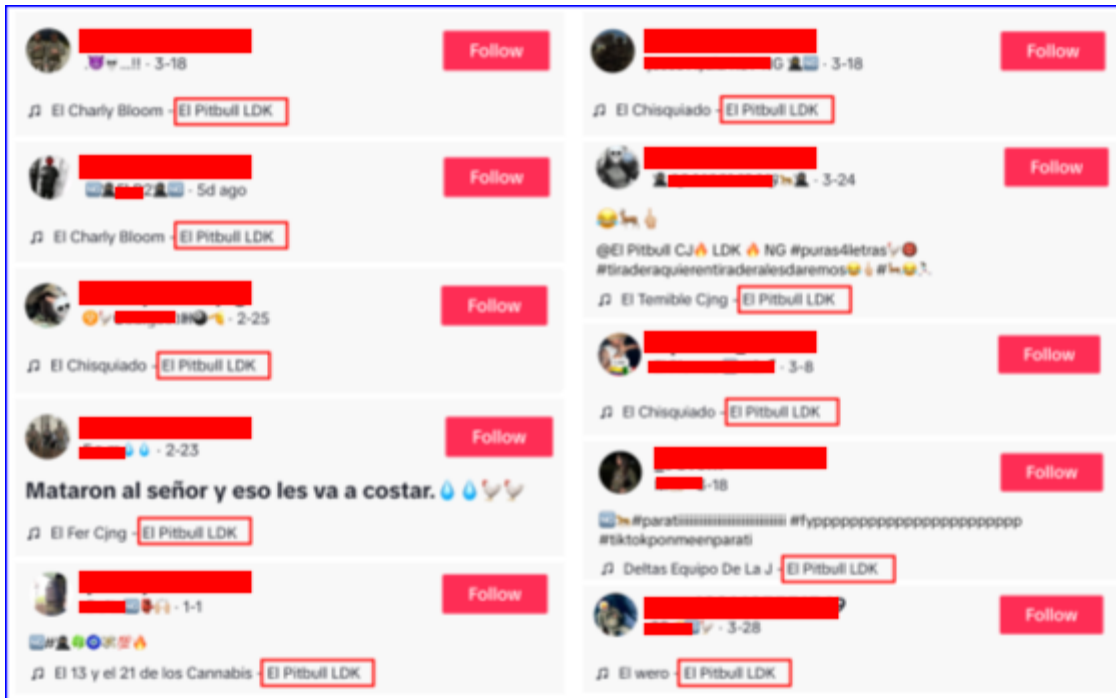 Follow
...!! · 3-18
El Charly Bloom - El Pitbull LDK
Follow
· 5d ago
El Charly Bloom - El Pitbull LDK
Follow
· 2-25
El Chisquiado - El Pitbull LDK
Follow
💧💧 · 2-23
Mataron al señor y eso les va a costar.💧💧🐓🐓
El Fer Cjng - El Pitbull LDK
Follow
· 1-1
El 13 y el 21 de los Cannabis - El Pitbull LDK
Follow
· 3-18
El Chisquiado - El Pitbull LDK
Follow
· 3-24
@El Pitbull CJ🔥 LDK 🔥 NG #puras4letras
#tiraderaquierentiraderalesdaremos
El Temible Cjng - El Pitbull LDK
Follow
· 3-8
El Chisquiado - El Pitbull LDK
Follow
-18
#tiktokponmeenparati
Deltas Equipo De La J - El Pitbull LDK
Follow
· 3-28
El wero - El Pitbull LDK